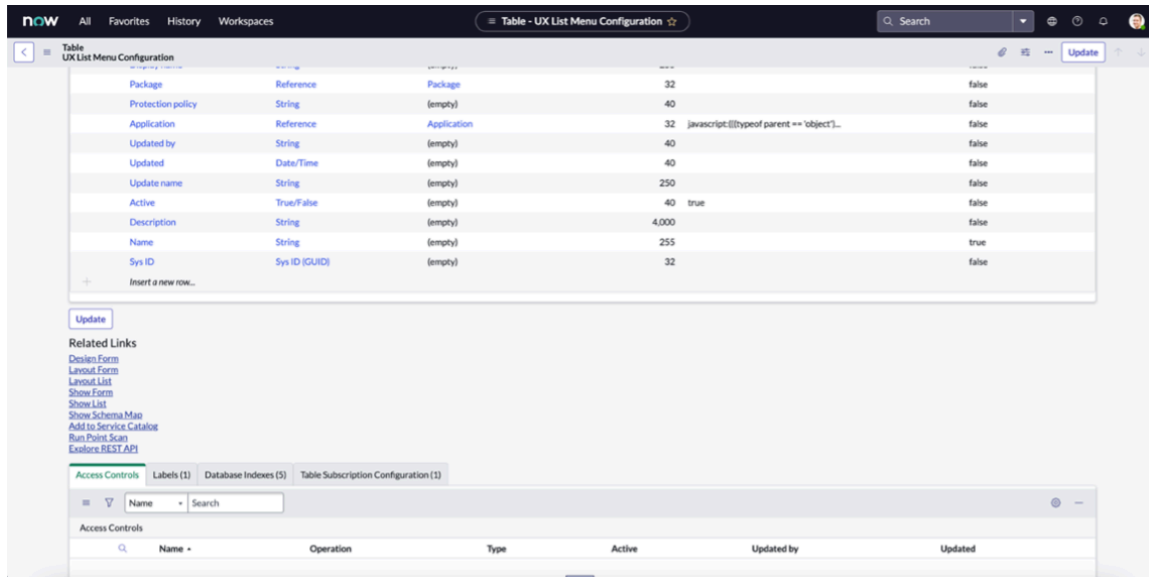 now All Favorites History Workspaces Table - UX List Menu Configuration Search
Table
UX List Menu Configuration Update
Package Reference Package 32 false
Protection policy String (empty) 40 false
Application Reference Application 32 javascript:(((typeof parent == 'object')... false
Updated by String (empty) 40 false
Updated Date/Time (empty) 40 false
Update name String (empty) 250 false
Active True/False (empty) 40 true false
Description String (empty) 4,000 false
Name String (empty) 255 true
Sys ID Sys ID (GUID) (empty) 32 false
Insert a new row...
Update
Related Links
Design Form
Layout Form
Layout List
Show Form
Show List
Show Schema Map
Add to Service Catalog
Run Point Scan
Explore REST API
Access Controls Labels (1) Database Indexes (5) Table Subscription Configuration (1)
Name Search
Access Controls
Name Operation Type Active Updated by Updated